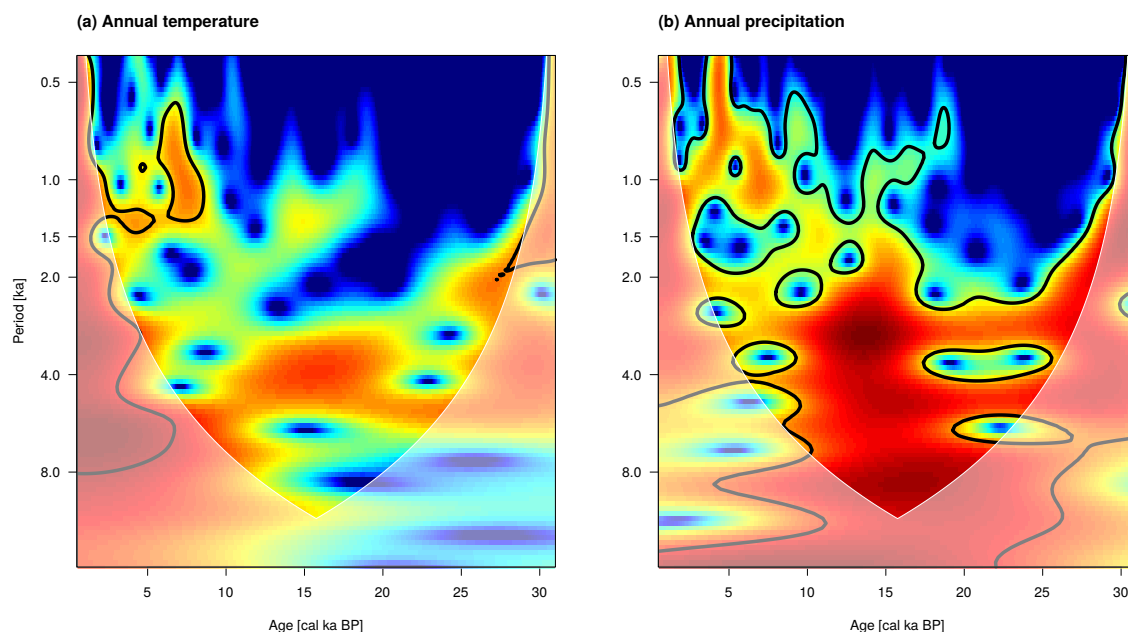 (a) Annual temperature
(b) Annual precipitation
Period [ka]
0.5
1.0
1.5
2.0
4.0
8.0
0.5
1.0
1.5
2.0
4.0
8.0
5 10 15 20 25 30
5 10 15 20 25 30
Age [cal ka BP]
Age [cal ka BP]